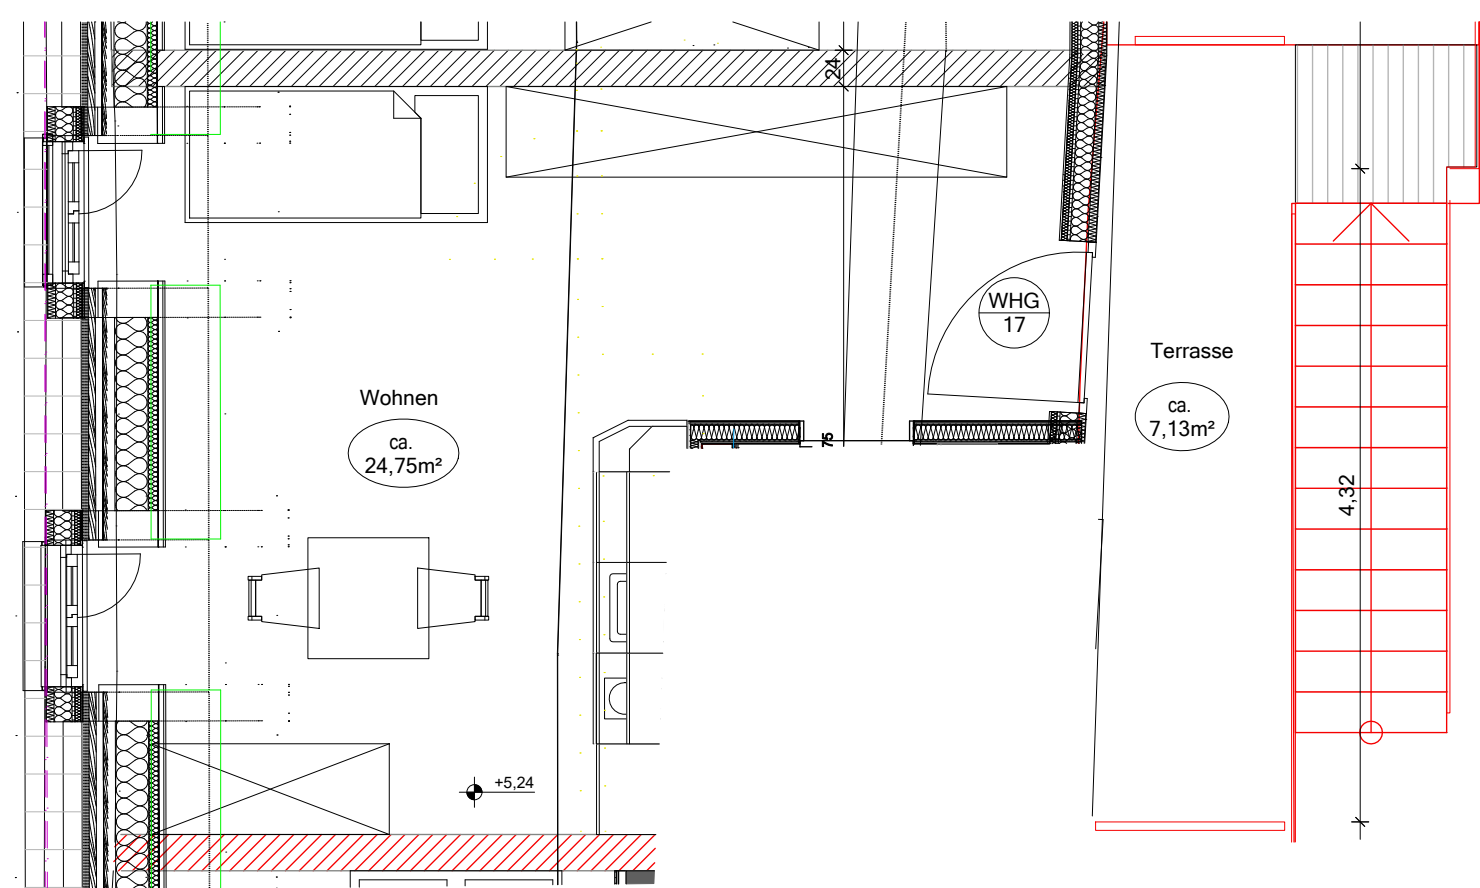 24
WHG
17
Wohnen
ca.
24,75m²
75
Terrasse
ca.
7,13m²
4,32
+5,24